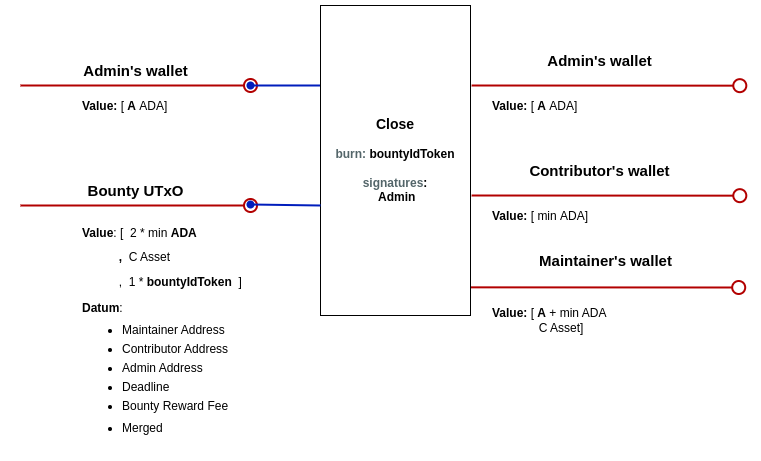 Admin's wallet
Value: [ A ADA]
Bounty UTxO
Value: [ 2 * min ADA
, C Asset
, 1 * bountyIdToken ]
Datum:
• Maintainer Address
• Contributor Address
• Admin Address
• Deadline
• Bounty Reward Fee
• Merged
Close
burn: bountyIdToken
signatures:
Admin
Admin's wallet
Value: [ A ADA]
Contributor's wallet
Value: [ min ADA]
Maintainer's wallet
Value: [ A + min ADA
C Asset]